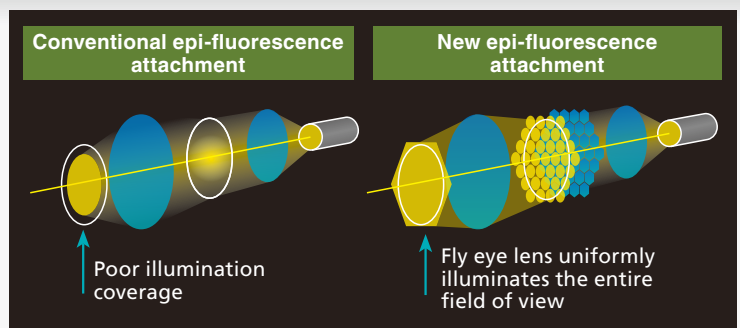 Conventional epi-fluorescence
attachment
New epi-fluorescence
attachment
Poor illumination
coverage
Fly eye lens uniformly
illuminates the entire
field of view